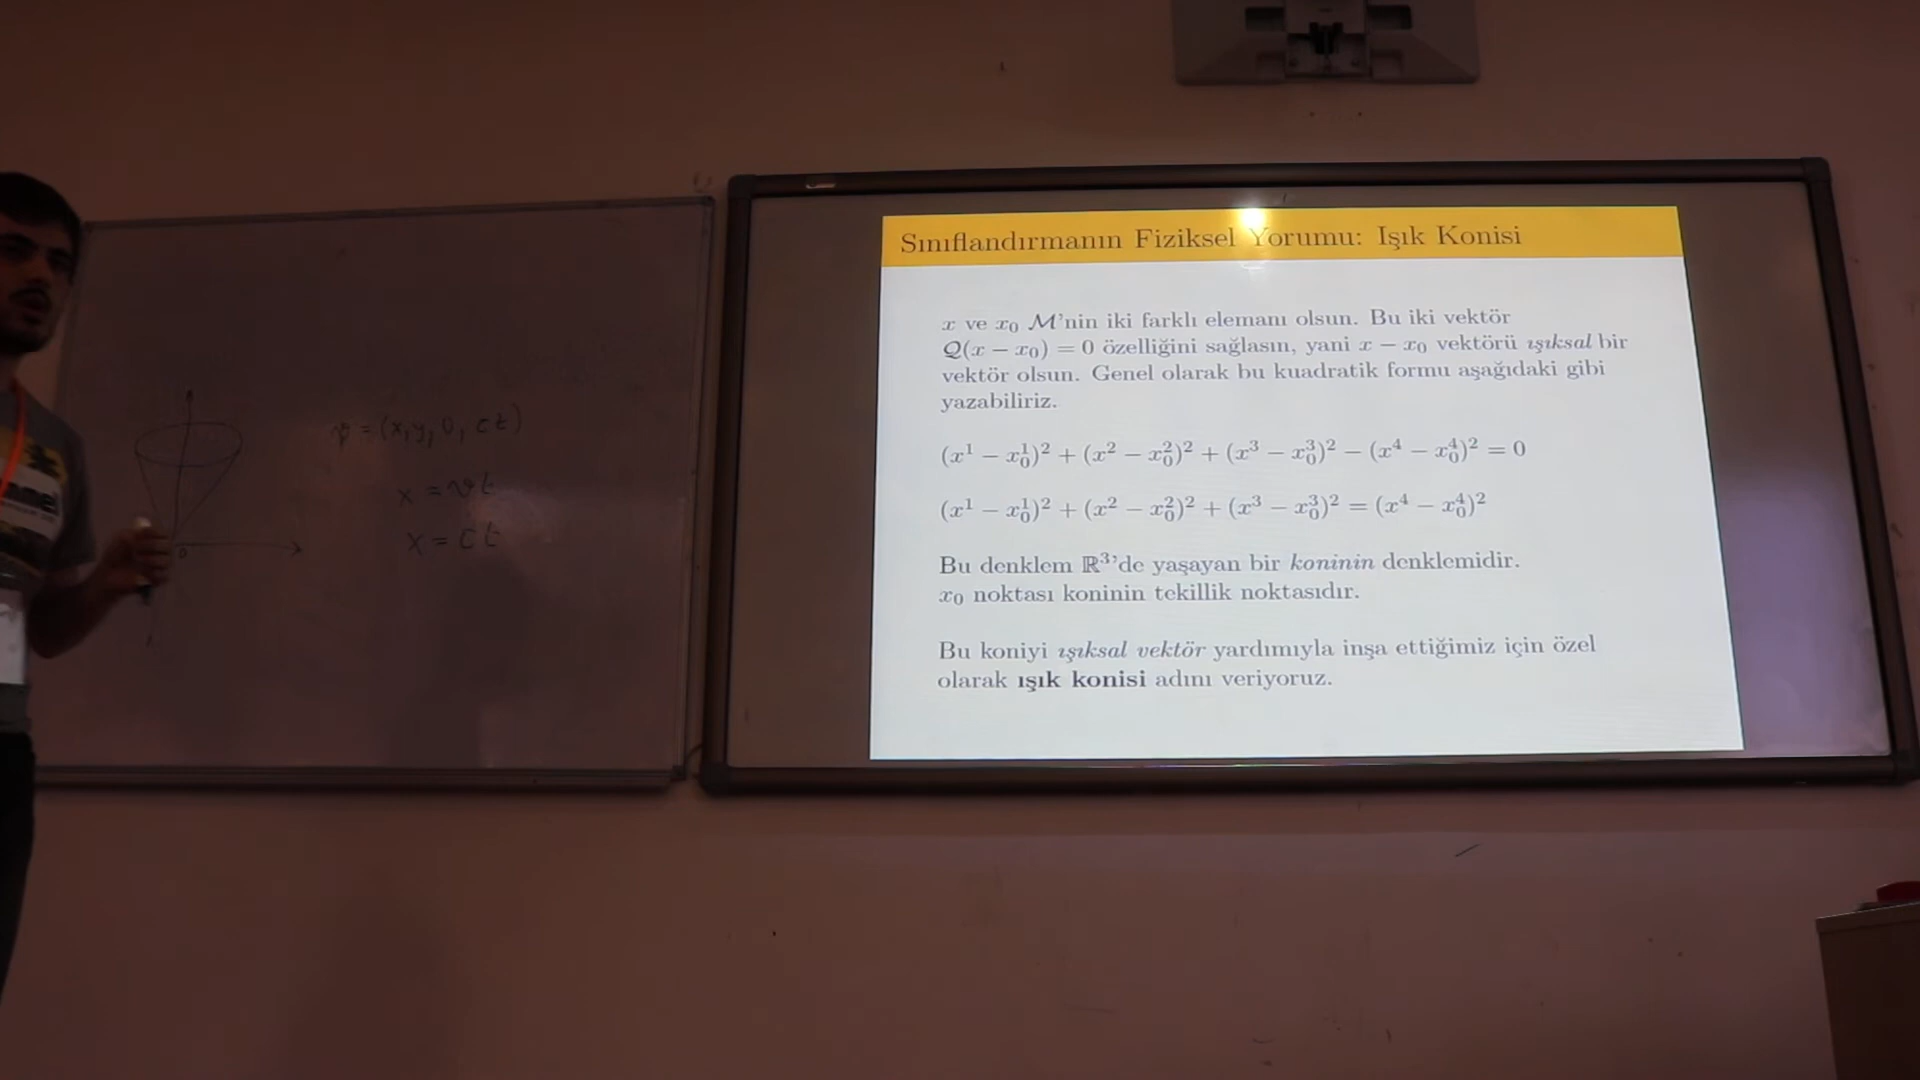 v = (x, y, 0, ct)
x = vt
x = ct
Sınıflandırmanın Fiziksel Yorumu: Işık Konisi
x ve x₀ ℳ'nin iki farklı elemanı olsun. Bu iki vektör
Q(x − x₀) = 0 özelliğini sağlasın, yani x − x₀ vektörü ışıksal bir
vektör olsun. Genel olarak bu kuadratik formu aşağıdaki gibi
yazabiliriz.
(x¹ − x₀¹)² + (x² − x₀²)² + (x³ − x₀³)² − (x⁴ − x₀⁴)² = 0
(x¹ − x₀¹)² + (x² − x₀²)² + (x³ − x₀³)² = (x⁴ − x₀⁴)²
Bu denklem ℝ³'de yaşayan bir koninin denklemidir.
x₀ noktası koninin tekillik noktasıdır.
Bu koniyi ışıksal vektör yardımıyla inşa ettiğimiz için özel
olarak ışık konisi adını veriyoruz.